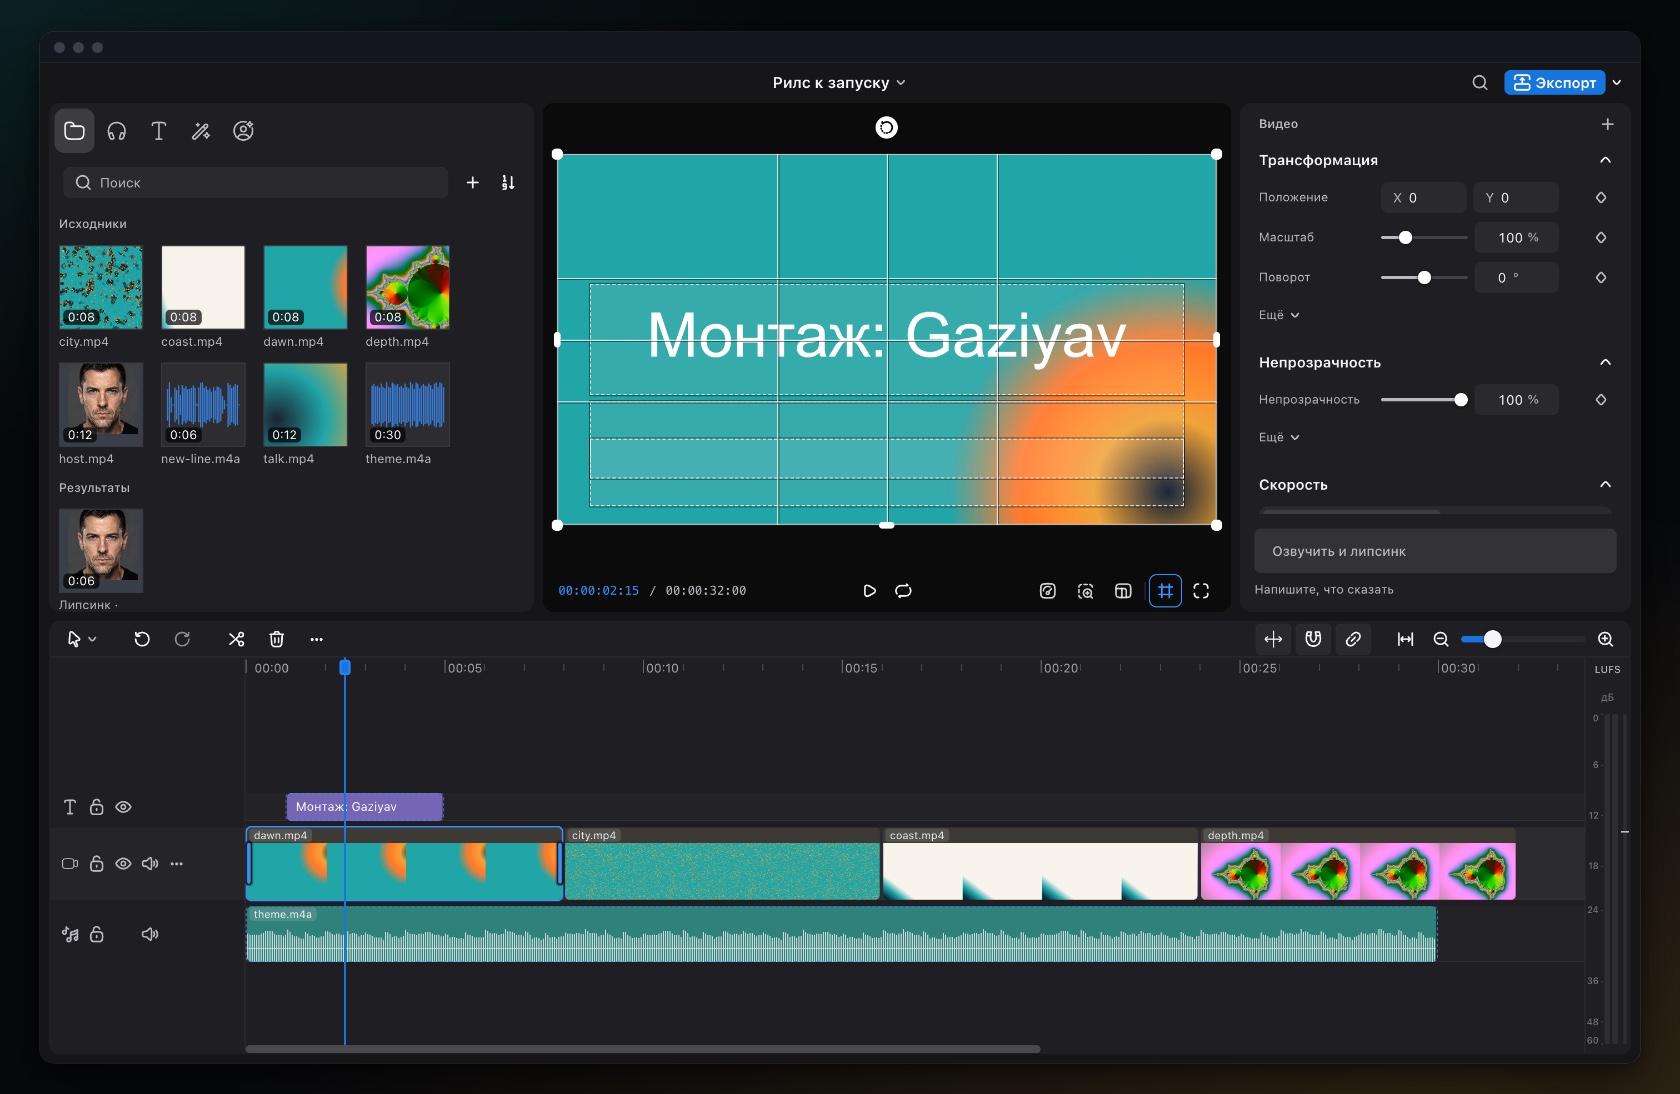 Рилс к запуску
Экспорт
Поиск
Исходники
0:08
0:08
0:08
0:08
city.mp4
coast.mp4
dawn.mp4
depth.mp4
0:12
0:06
0:12
0:30
host.mp4
new-line.m4a
talk.mp4
theme.m4a
Результаты
0:06
Липсинк ·
Монтаж: Gaziyav
00:00:02:15 / 00:00:32:00
Видео
Трансформация
Положение X 0 Y 0
Масштаб 100 %
Поворот 0 °
Ещё
Непрозрачность
Непрозрачность 100 %
Ещё
Скорость
Озвучить и липсинк
Напишите, что сказать
00:00 00:05 00:10 00:15 00:20 00:25 00:30
LUFS
дБ
0
6
12
18
24
36
48
60
Монтаж: Gaziyav
dawn.mp4
city.mp4
coast.mp4
depth.mp4
theme.m4a